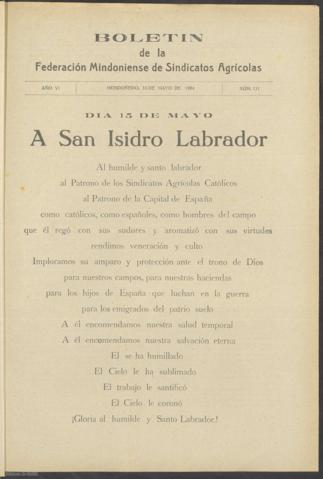 BOLETIN
de la
Federación Mindoniense de Sindicatos Agrícolas
AÑO VI MONDOÑEDO, 15 DE MAYO DE 1924 NÚM. 111
DIA 15 DE MAYO
A San Isidro Labrador
Al humilde y santo labrador
al Patrono de los Sindicatos Agrícolas Católicos
al Patrono de la Capital de España
como católicos, como españoles, como hombres del campo
que él regó con sus sudores y aromatizó con sus virtudes
rendimos veneración y culto
Imploramos su amparo y protección ante el trono de Dios
para nuestros campos, para nuestras haciendas
para los hijos de España que luchan en la guerra
para los emigrados del patrio suelo
A él encomendamos nuestra salud temporal
A él encomendamos nuestra salvación eterna
El se ha humillado
El Cielo le ha sublimado
El trabajo le santificó
El Cielo le coronó
¡Gloria al humilde y Santo Labrador!